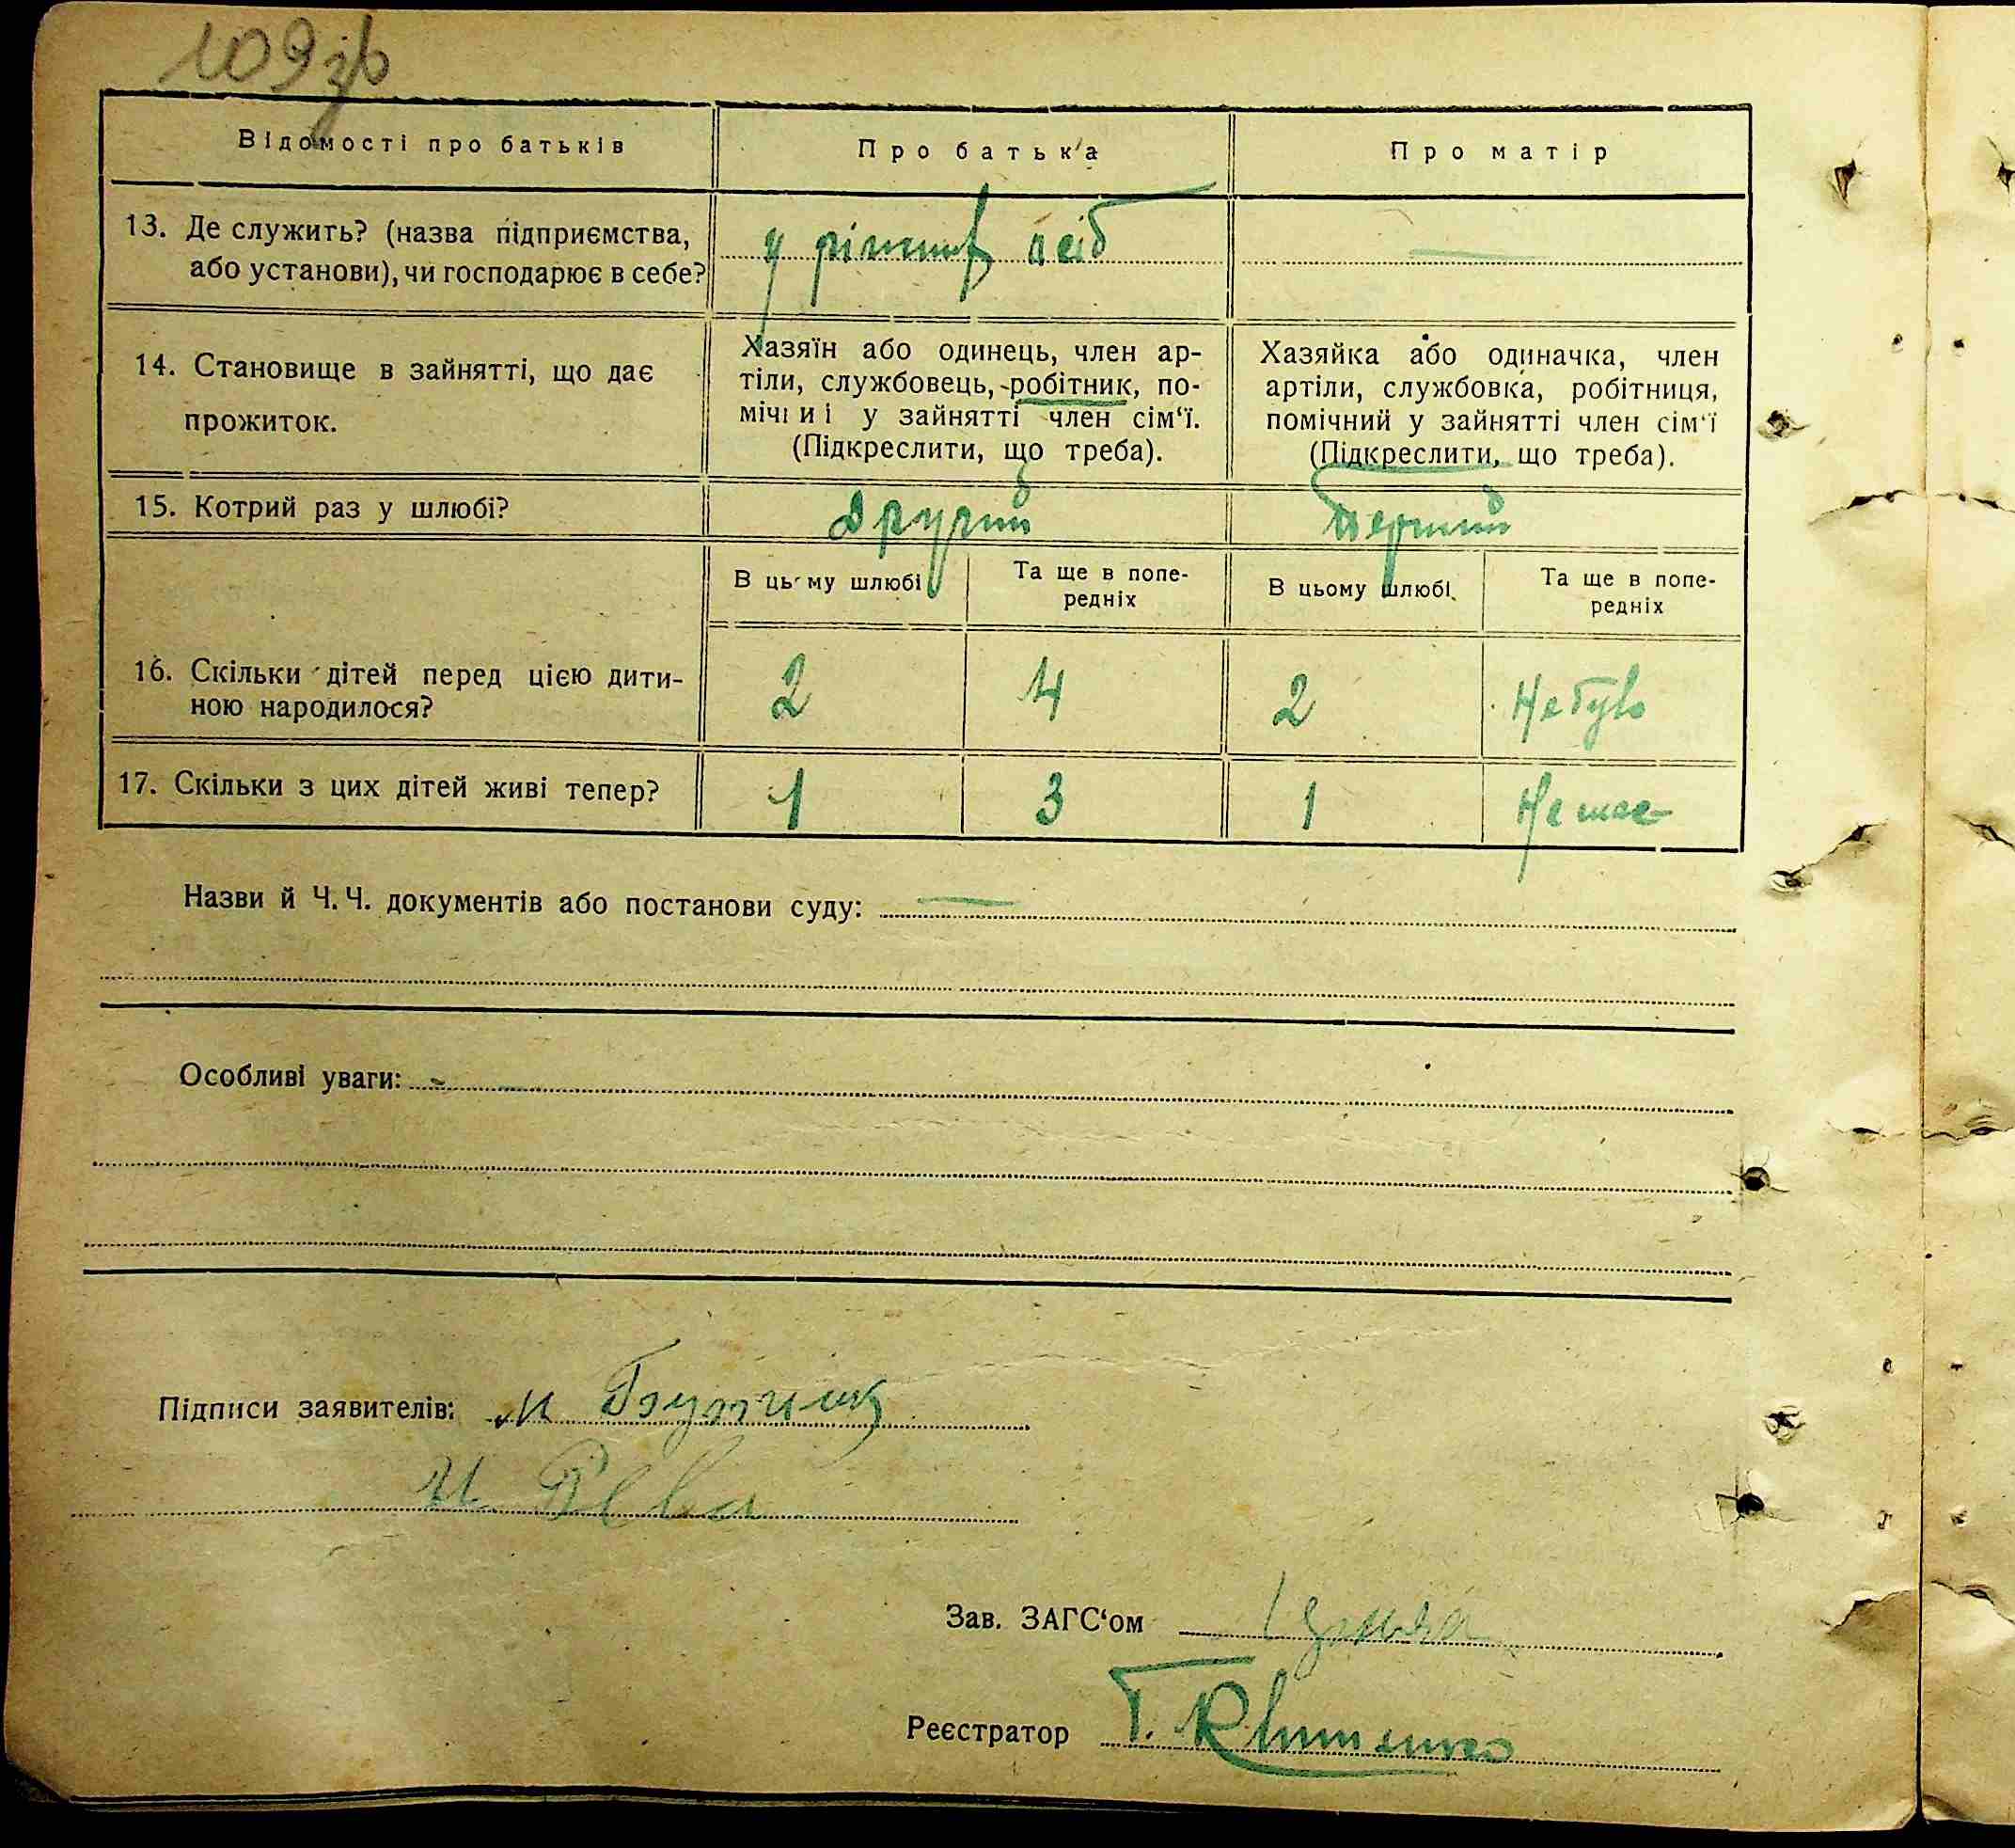 109 зв
Відомості про батьків
Про батька
Про матір
13. Де служить? (назва підприємства,
або установи), чи господарює в себе?
у різних осіб
14. Становище в зайнятті, що дає
прожиток.
Хазяїн або одинець, член ар-
тіли, службовець, робітник, по-
мічний у зайнятті член сім‘ї.
(Підкреслити, що треба).
Хазяйка або одиначка, член
артіли, службовка, робітниця,
помічний у зайнятті член сім‘ї
(Підкреслити, що треба).
15. Котрий раз у шлюбі?
Другий
Перший
В цьому шлюбі
Та ще в попе-
редніх
В цьому шлюбі
Та ще в попе-
редніх
16. Скільки дітей перед цією дити-
ною народилося?
2
4
2
Не було
17. Скільки з цих дітей живі тепер?
1
3
1
Немає
Назви й Ч. Ч. документів або постанови суду: —
Особливі уваги:
Підписи заявителів:
Рева
Зав. ЗАГС‘ом
Реєстратор